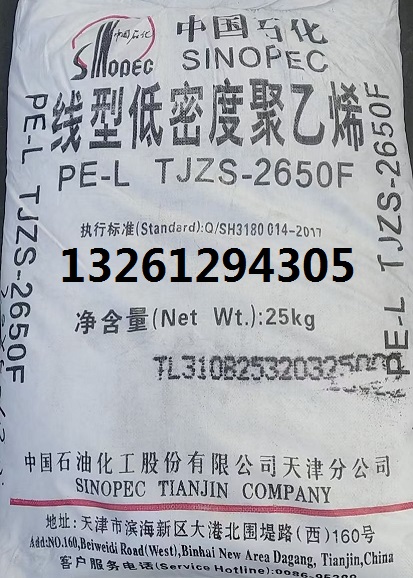 中国石化
SINOPEC
中国石化
SINOPEC
线型低密度聚乙烯
PE-L TJZS-2650F
PE-L TJZS-2650F
PE-L TJZS-2650F
执行标准(Standard):Q/SH3180 014-2017
13261294305
净含量(Net Wt.):25kg
中国石油化工股份有限公司天津分公司
SINOPEC TIANJIN COMPANY
地址:天津市滨海新区大港北围堤路(西)160号
Add:NO.160,Beiweidi Road(West),Binhai New Area Dagang, Tianjin,China
客户服务电话(Service Hotline):